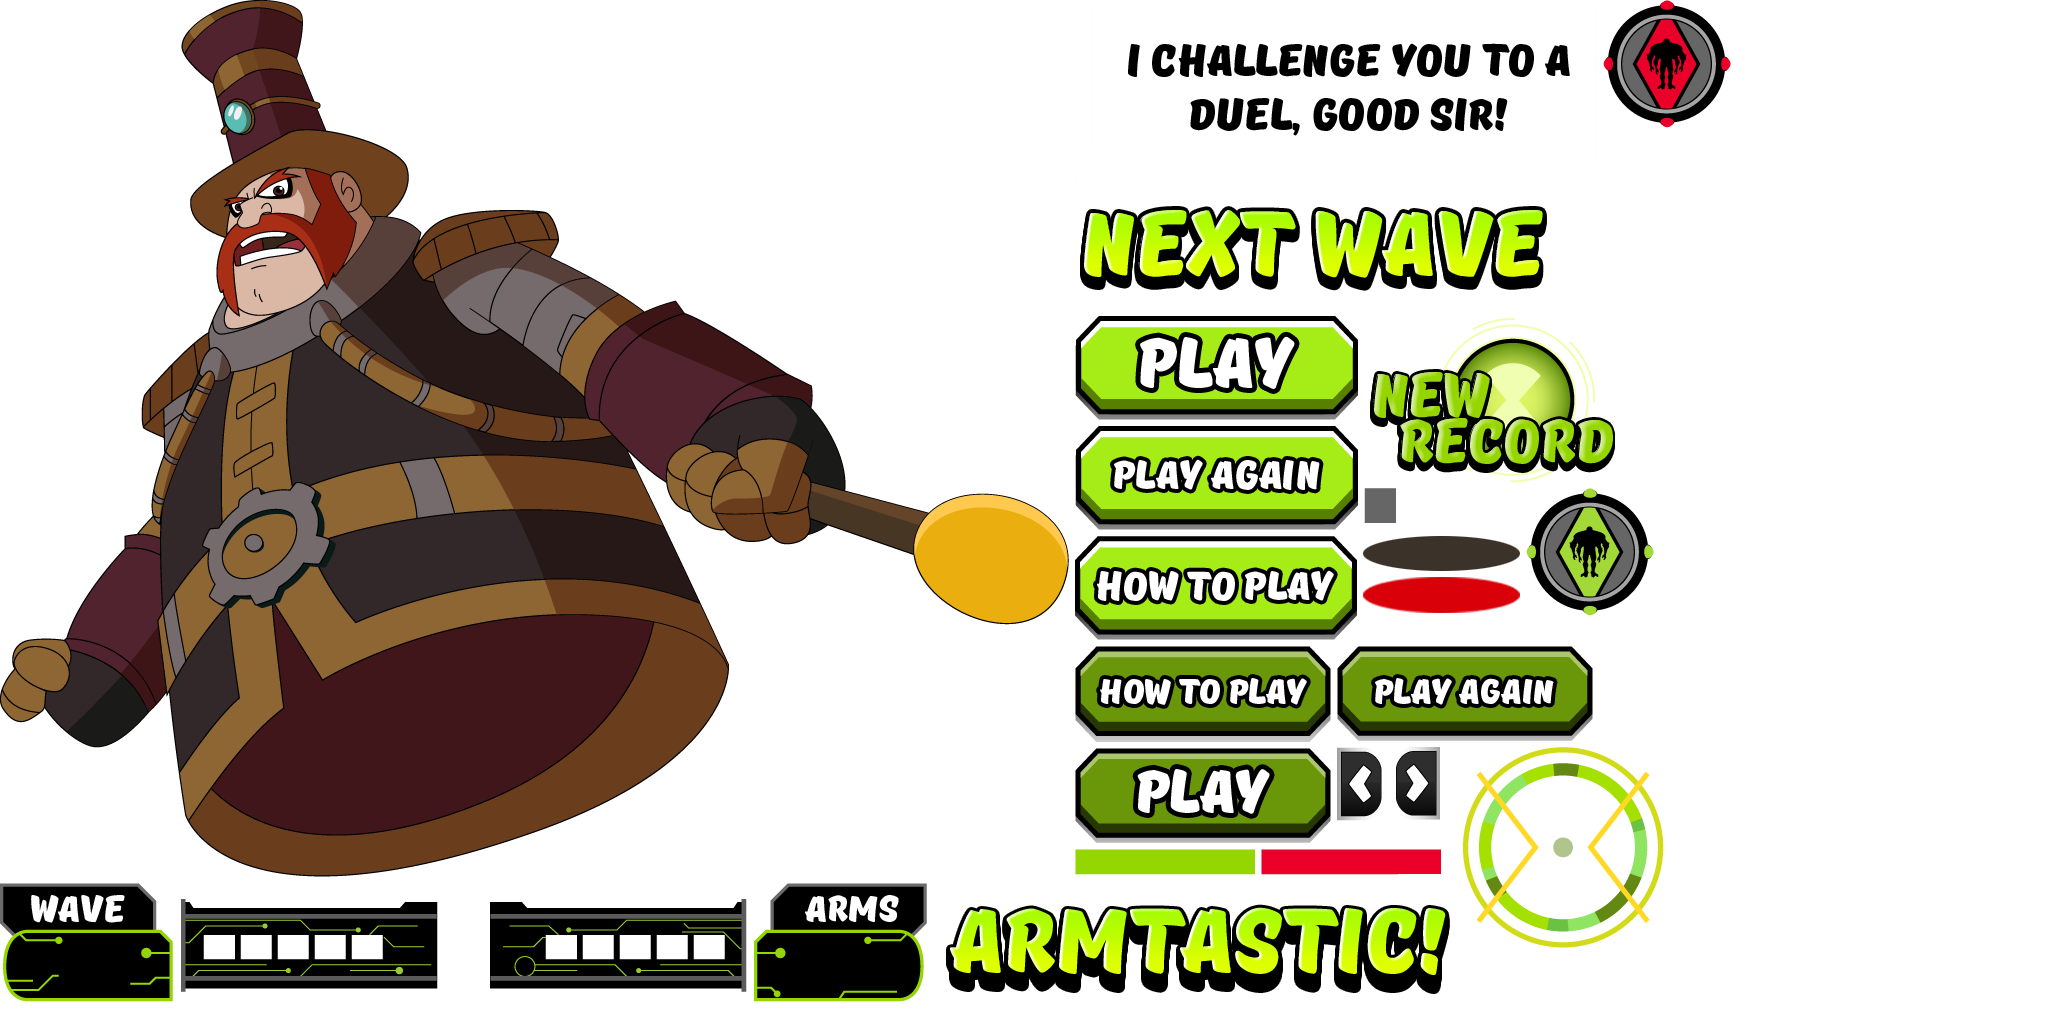 I CHALLENGE YOU TO A
DUEL, GOOD SIR!
NEXT WAVE
PLAY
NEW
RECORD
PLAY AGAIN
HOW TO PLAY
HOW TO PLAY
PLAY AGAIN
PLAY
WAVE
ARMS
ARMTASTIC!